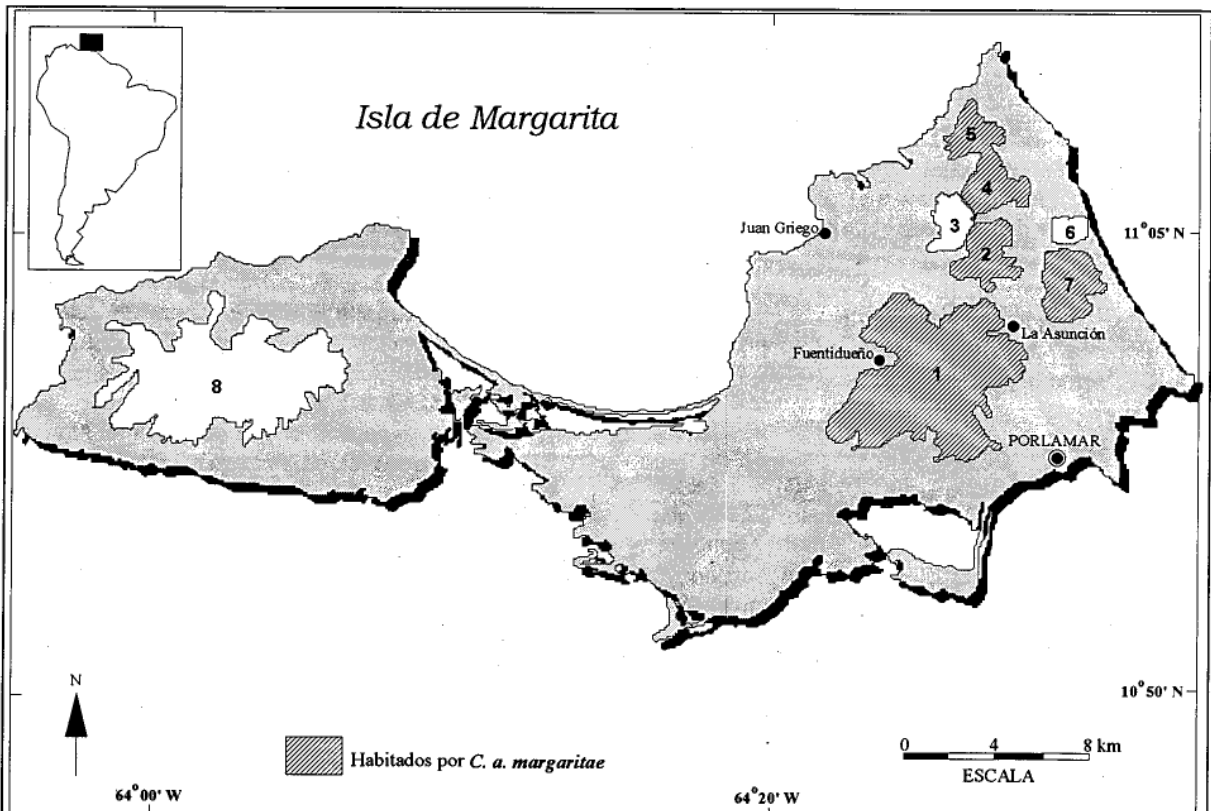 Isla de Margarita
5
4
Juan Griego
3
6
11°05' N
2
7
La Asunción
Fuentidueño
1
8
PORLAMAR
N
10°50' N
Habitados por C. a. margaritae
0 4 8 km
ESCALA
64°00' W
64°20' W